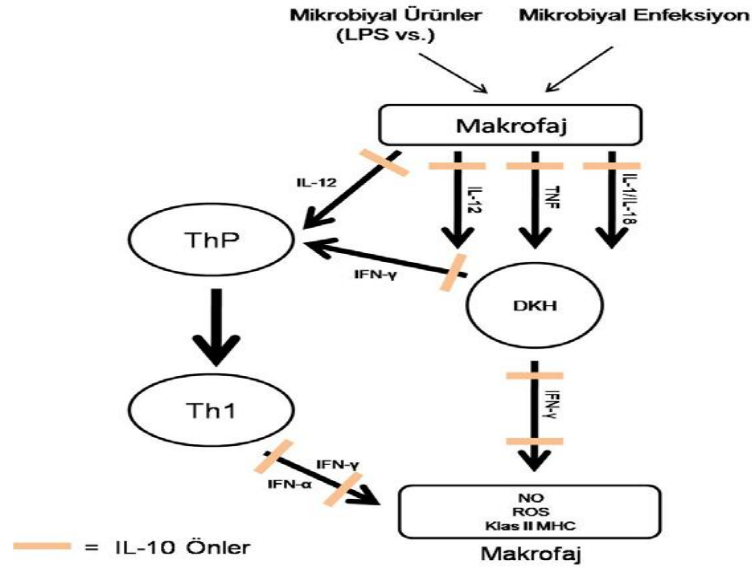 Mikrobiyal Ürünler
(LPS vs.)
Mikrobiyal Enfeksiyon
Makrofaj
IL-12
IL-12
TNF
IL-1/IL-18
ThP
IFN-γ
DKH
IFN-γ
Th1
IFN-γ
IFN-α
NO
ROS
Klas II MHC
Makrofaj
= IL-10 Önler